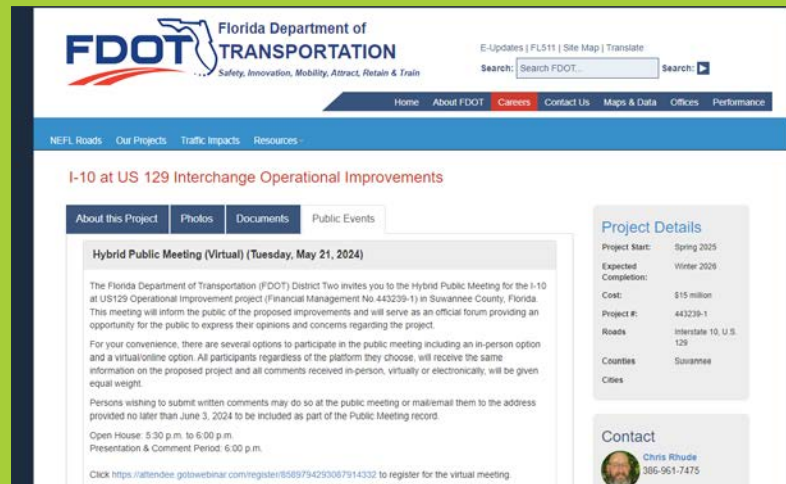 FDOT
Florida Department of
TRANSPORTATION
Safety, Innovation, Mobility, Attract, Retain & Train
E-Updates | FL511 | Site Map | Translate
Search: Search FDOT... Search:
Home About FDOT Careers Contact Us Maps & Data Offices Performance
NEFL Roads Our Projects Traffic Impacts Resources
I-10 at US 129 Interchange Operational Improvements
About this Project Photos Documents Public Events
Hybrid Public Meeting (Virtual) (Tuesday, May 21, 2024)
The Florida Department of Transportation (FDOT) District Two invites you to the Hybrid Public Meeting for the I-10
at US129 Operational Improvement project (Financial Management No.443239-1) in Suwannee County, Florida.
This meeting will inform the public of the proposed improvements and will serve as an official forum providing an
opportunity for the public to express their opinions and concerns regarding the project.
For your convenience, there are several options to participate in the public meeting including an in-person option
and a virtual/online option. All participants regardless of the platform they choose, will receive the same
information on the proposed project and all comments received in-person, virtually or electronically, will be given
equal weight.
Persons wishing to submit written comments may do so at the public meeting or mail/email them to the address
provided no later than June 3, 2024 to be included as part of the Public Meeting record.
Open House: 5:30 p.m. to 6:00 p.m.
Presentation & Comment Period: 6:00 p.m.
Click https://attendee.gotowebinar.com/register/8589794293087914332 to register for the virtual meeting.
Project Details
Project Start: Spring 2025
Expected Completion: Winter 2026
Cost: $15 million
Project #: 443239-1
Roads Interstate 10, U.S. 129
Counties Suwannee
Cities
Contact
Chris Rhude
386-961-7475